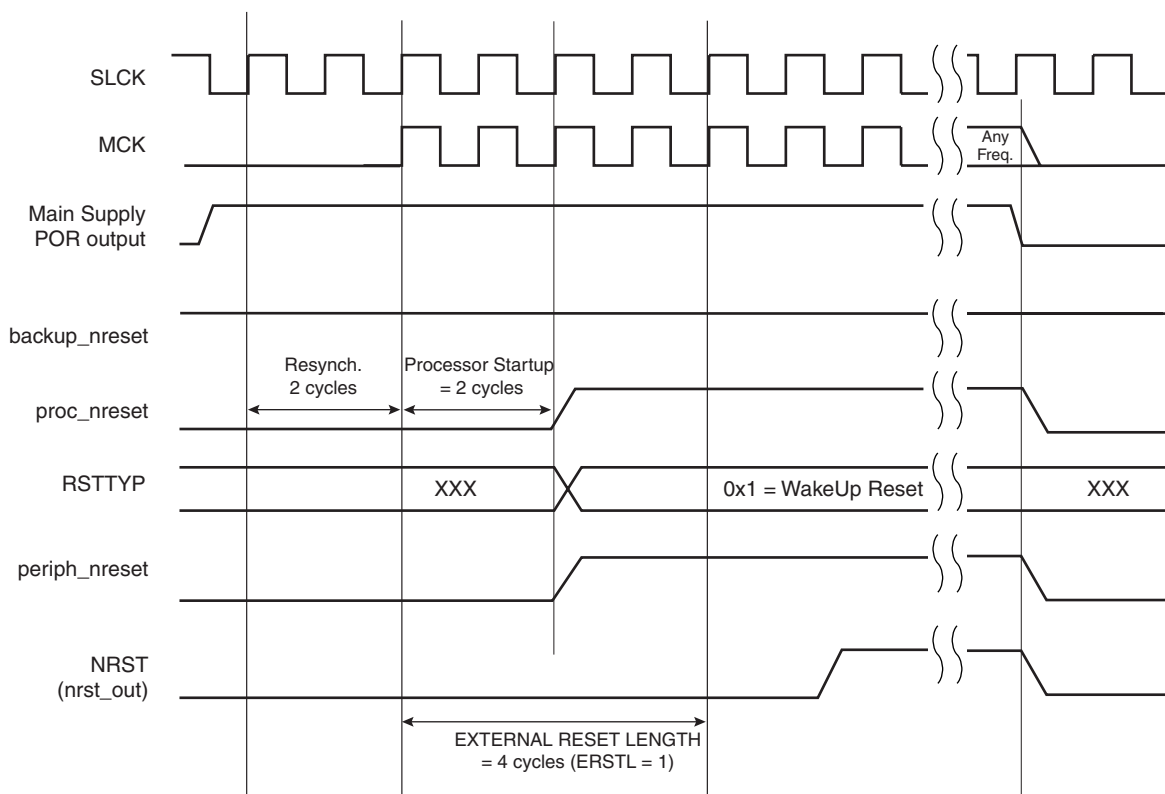 SLCK
MCK
Any
Freq.
Main Supply
POR output
backup_nreset
Resynch.
2 cycles
Processor Startup
= 2 cycles
proc_nreset
RSTTYP
XXX
0x1 = WakeUp Reset
XXX
periph_nreset
NRST
(nrst_out)
EXTERNAL RESET LENGTH
= 4 cycles (ERSTL = 1)